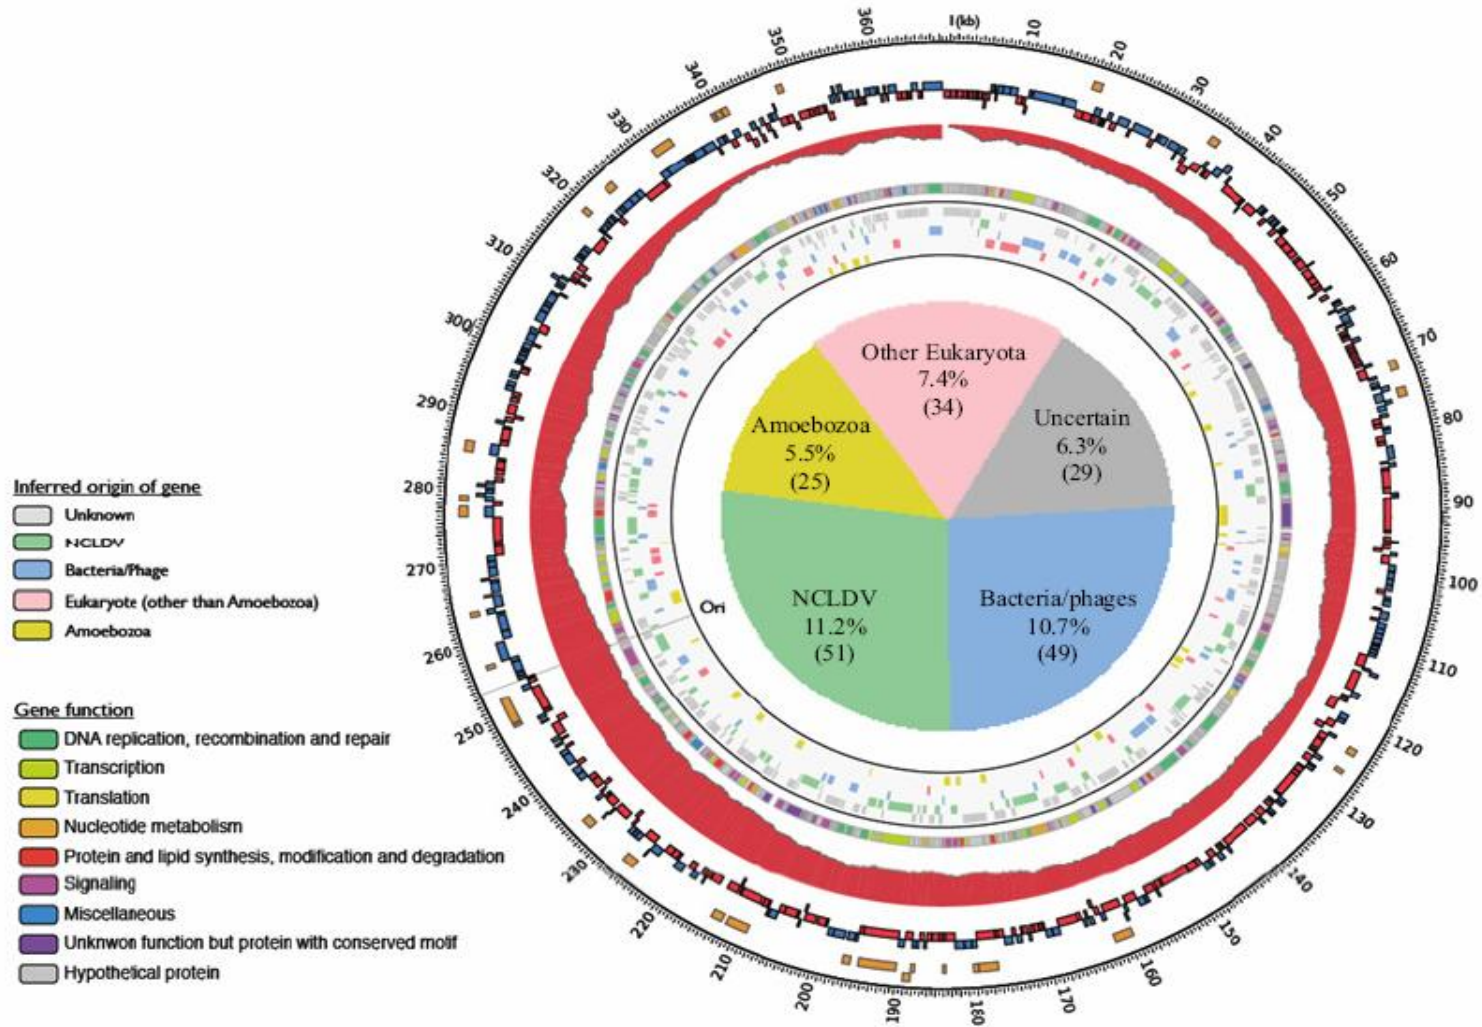 1(kb)
10
20
30
40
50
60
70
80
90
100
110
120
130
140
150
160
170
180
190
200
210
220
230
240
250
260
270
280
290
300
310
320
330
340
350
360
Other Eukaryota
7.4%
(34)
Uncertain
6.3%
(29)
Amoebozoa
5.5%
(25)
NCLDV
11.2%
(51)
Bacteria/phages
10.7%
(49)
Ori
Inferred origin of gene
Unknown
NCLDV
Bacteria/Phage
Eukaryote (other than Amoebozoa)
Amoebozoa
Gene function
DNA replication, recombination and repair
Transcription
Translation
Nucleotide metabolism
Protein and lipid synthesis, modification and degradation
Signaling
Miscellaneous
Unknwon function but protein with conserved motif
Hypothelical protein